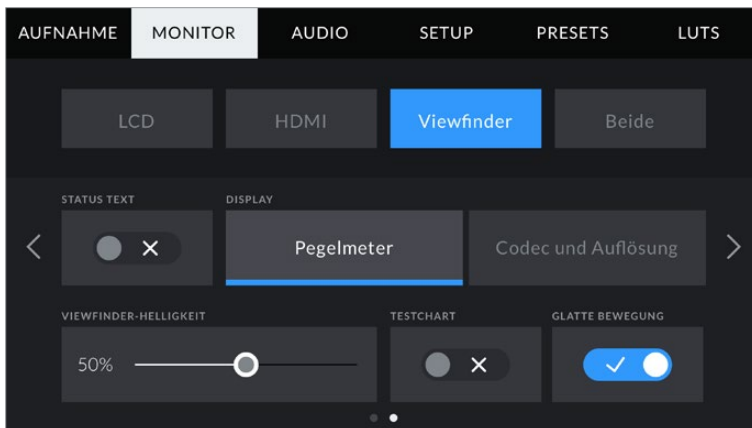 AUFNAHME MONITOR AUDIO SETUP PRESETS LUTS
LCD HDMI Viewfinder Beide
STATUS TEXT DISPLAY
Pegelmeter Codec und Auflösung
VIEWFINDER-HELLIGKEIT TESTCHART GLATTE BEWEGUNG
50%